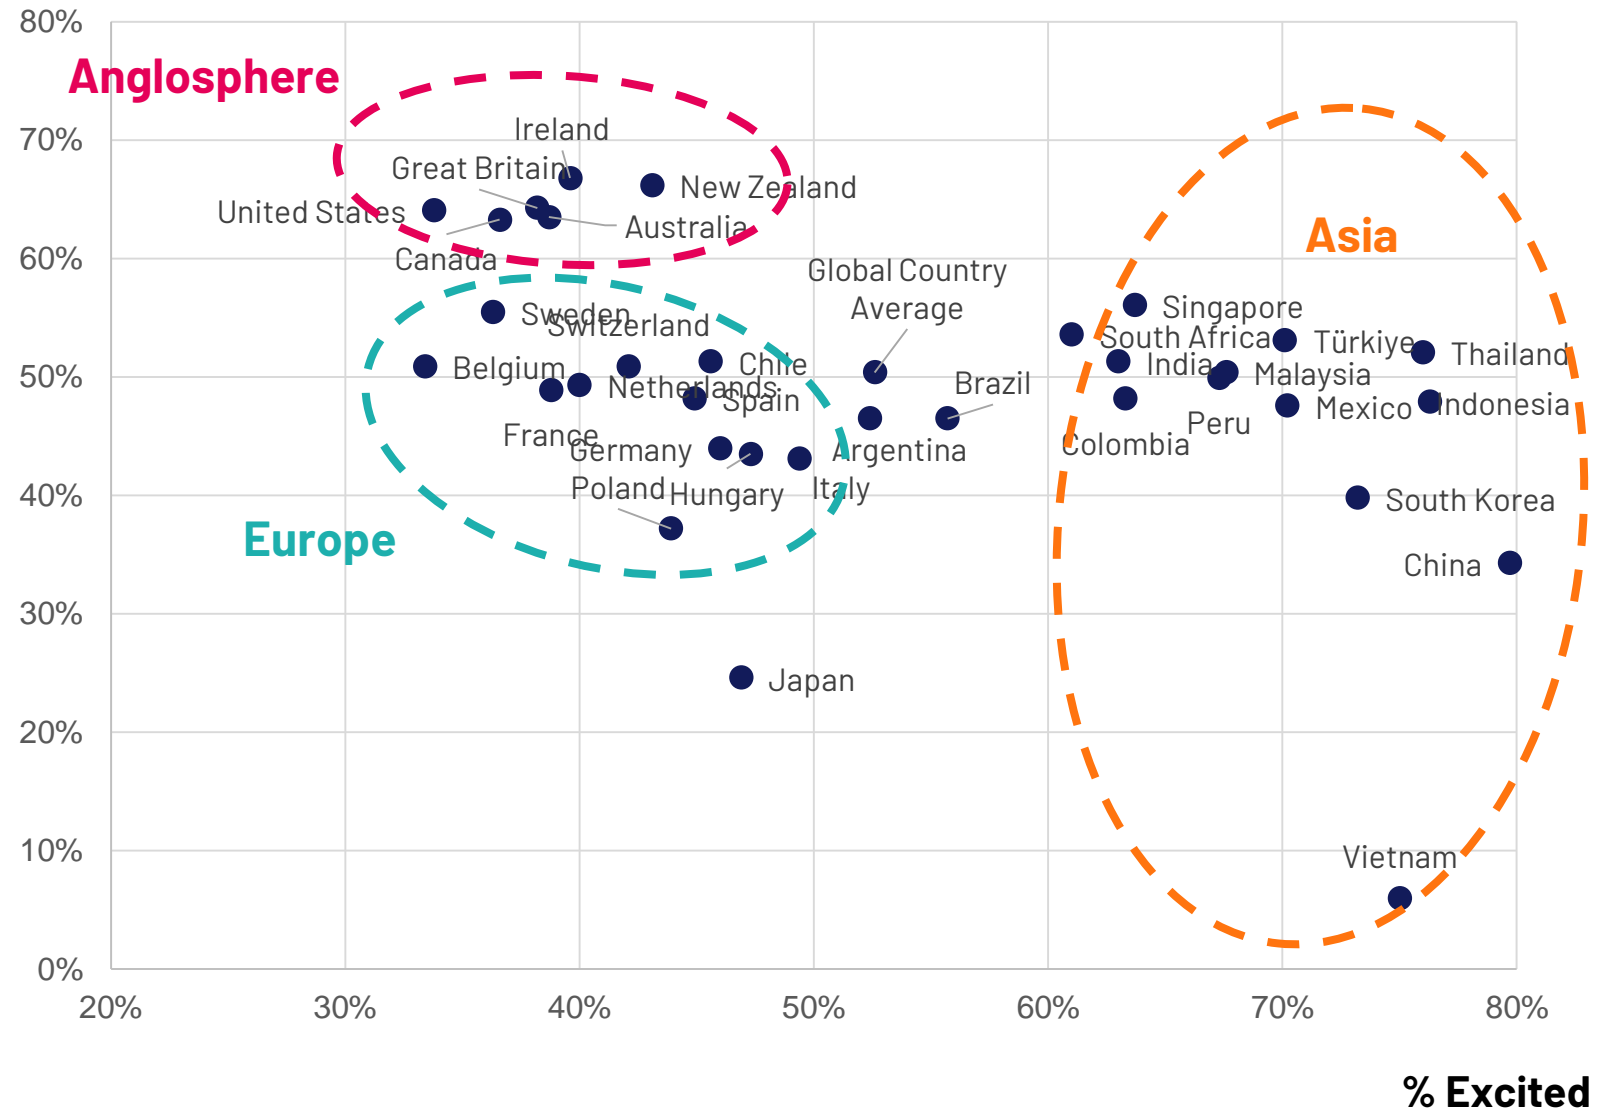 80%
Anglosphere
70%
Ireland
Great Britain
New Zealand
United States
Australia
Canada
60%
Asia
Global Country
Average
Sweden
Switzerland
Singapore
South Africa
Türkiye
Thailand
Belgium
Chile
India
Malaysia
50%
Netherlands
Spain
Brazil
Peru
Mexico
Indonesia
France
Germany
Argentina
Colombia
Poland
Hungary
Italy
40%
South Korea
Europe
China
30%
Japan
20%
10%
Vietnam
0%
20%
30%
40%
50%
60%
70%
80%
% Excited